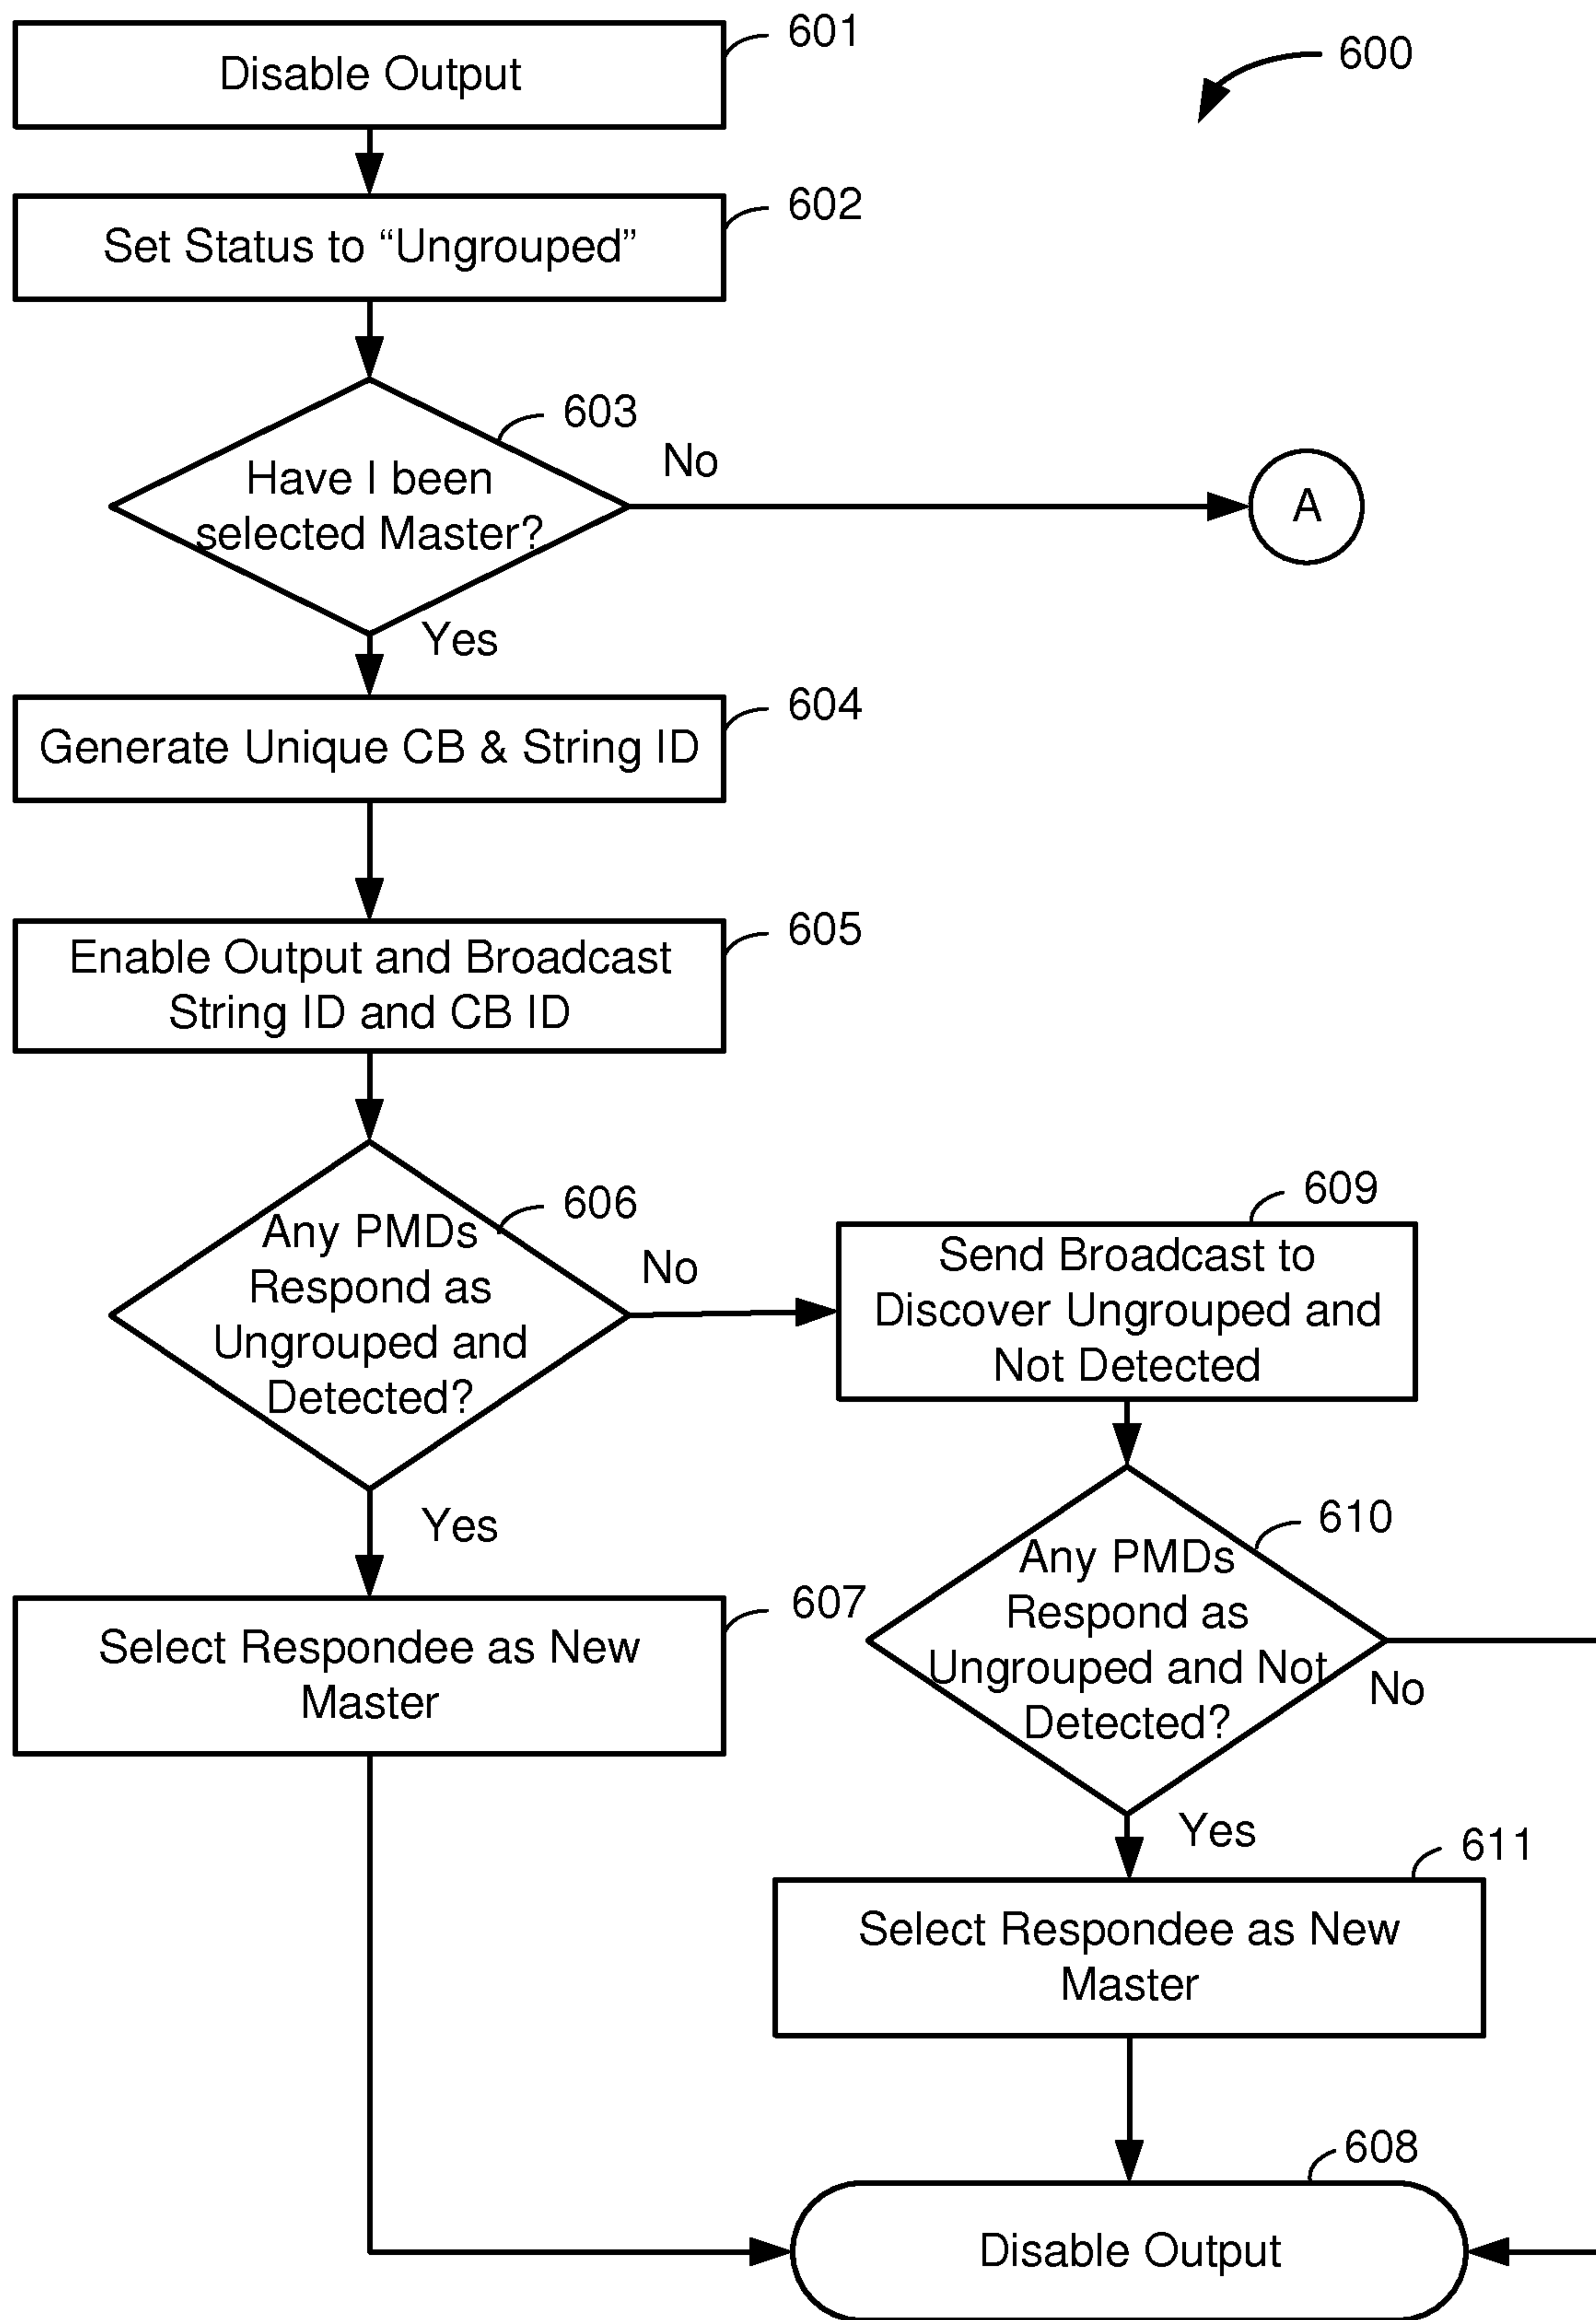 601
Disable Output
600
602
Set Status to “Ungrouped”
603
Have I been
selected Master?
No
A
Yes
604
Generate Unique CB & String ID
605
Enable Output and Broadcast
String ID and CB ID
606
Any PMDs
Respond as
Ungrouped and
Detected?
No
609
Send Broadcast to
Discover Ungrouped and
Not Detected
Yes
610
Any PMDs
Respond as
Ungrouped and Not
Detected?
No
607
Select Respondee as New
Master
Yes
611
Select Respondee as New
Master
608
Disable Output